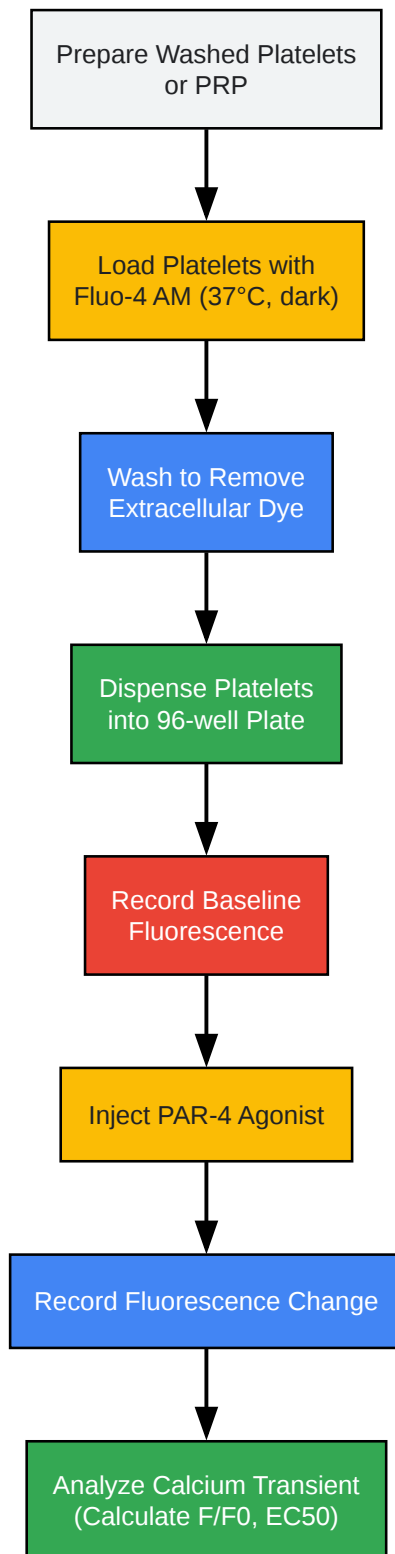 Prepare Washed Platelets
or PRP
Load Platelets with
Fluo-4 AM (37°C, dark)
Wash to Remove
Extracellular Dye
Dispense Platelets
into 96-well Plate
Record Baseline
Fluorescence
Inject PAR-4 Agonist
Record Fluorescence Change
Analyze Calcium Transient
(Calculate F/F0, EC50)